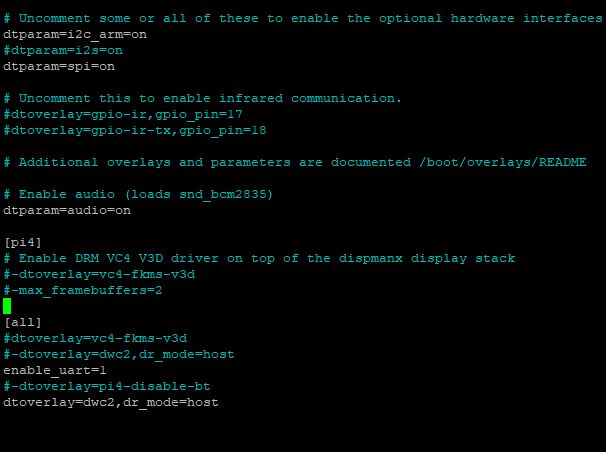 # Uncomment some or all of these to enable the optional hardware interfaces
dtparam=i2c_arm=on
#dtparam=i2s=on
dtparam=spi=on
# Uncomment this to enable infrared communication.
#dtoverlay=gpio-ir,gpio_pin=17
#dtoverlay=gpio-ir-tx,gpio_pin=18
# Additional overlays and parameters are documented /boot/overlays/README
# Enable audio (loads snd_bcm2835)
dtparam=audio=on
[pi4]
# Enable DRM VC4 V3D driver on top of the dispmanx display stack
#-dtoverlay=vc4-fkms-v3d
#-max_framebuffers=2
[all]
#dtoverlay=vc4-fkms-v3d
#-dtoverlay=dwc2,dr_mode=host
enable_uart=1
#-dtoverlay=pi4-disable-bt
dtoverlay=dwc2,dr_mode=host